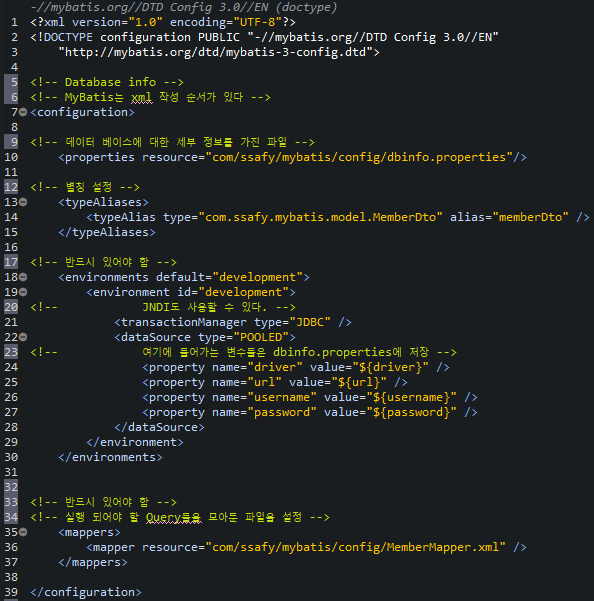 -//mybatis.org//DTD Config 3.0//EN (doctype)
1 <?xml version="1.0" encoding="UTF-8"?>
2 <!DOCTYPE configuration PUBLIC "-//mybatis.org//DTD Config 3.0//EN"
3     "http://mybatis.org/dtd/mybatis-3-config.dtd">
4
5 <!-- Database info -->
6 <!-- MyBatis는 xml 작성 순서가 있다 -->
7 <configuration>
8
9 <!-- 데이터 베이스에 대한 세부 정보를 가진 파일 -->
10     <properties resource="com/ssafy/mybatis/config/dbinfo.properties"/>
11
12 <!-- 별칭 설정 -->
13     <typeAliases>
14         <typeAlias type="com.ssafy.mybatis.model.MemberDto" alias="memberDto" />
15     </typeAliases>
16
17 <!-- 반드시 있어야 함 -->
18     <environments default="development">
19         <environment id="development">
20 <!--            JNDI도 사용할 수 있다. -->
21             <transactionManager type="JDBC" />
22             <dataSource type="POOLED">
23 <!--            여기에 들어가는 변수들은 dbinfo.properties에 저장 -->
24                 <property name="driver" value="${driver}" />
25                 <property name="url" value="${url}" />
26                 <property name="username" value="${username}" />
27                 <property name="password" value="${password}" />
28             </dataSource>
29         </environment>
30     </environments>
31
32
33 <!-- 반드시 있어야 함 -->
34 <!-- 실행 되어야 할 Query들을 모아둔 파일을 설정 -->
35     <mappers>
36         <mapper resource="com/ssafy/mybatis/config/MemberMapper.xml" />
37     </mappers>
38
39 </configuration>